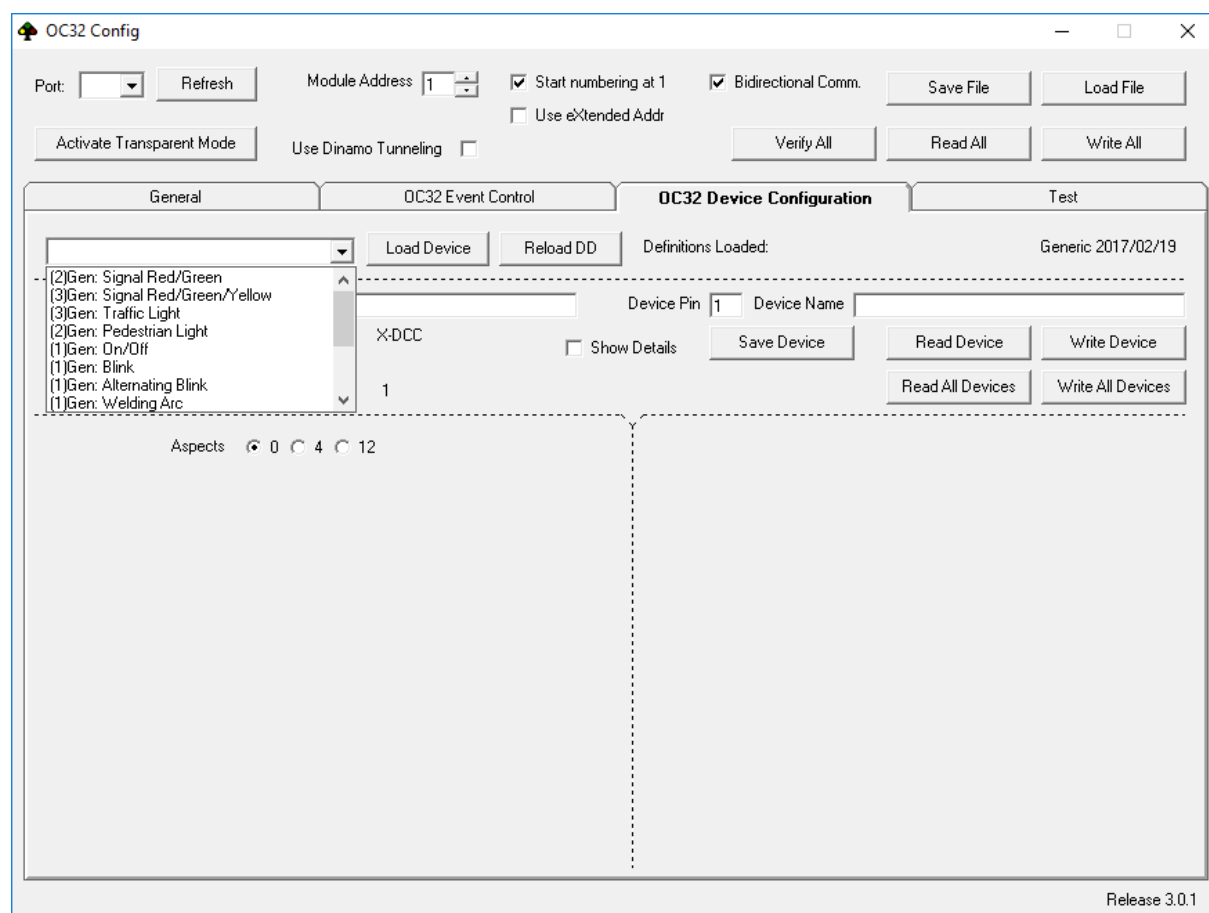 OC32 Config
Port: Refresh Module Address 1 Start numbering at 1 Bidirectional Comm. Save File Load File
Use eXtended Addr
Activate Transparent Mode Use Dinamo Tunneling Verify All Read All Write All
General OC32 Event Control OC32 Device Configuration Test
Load Device Reload DD Definitions Loaded: Generic 2017/02/19
(2)Gen: Signal Red/Green
(3)Gen: Signal Red/Green/Yellow
(3)Gen: Traffic Light
(2)Gen: Pedestrian Light
(1)Gen: On/Off
(1)Gen: Blink
(1)Gen: Alternating Blink
(1)Gen: Welding Arc
Device Pin 1 Device Name
X-DCC Show Details Save Device Read Device Write Device
1 Read All Devices Write All Devices
Aspects 0 4 12
Release 3.0.1